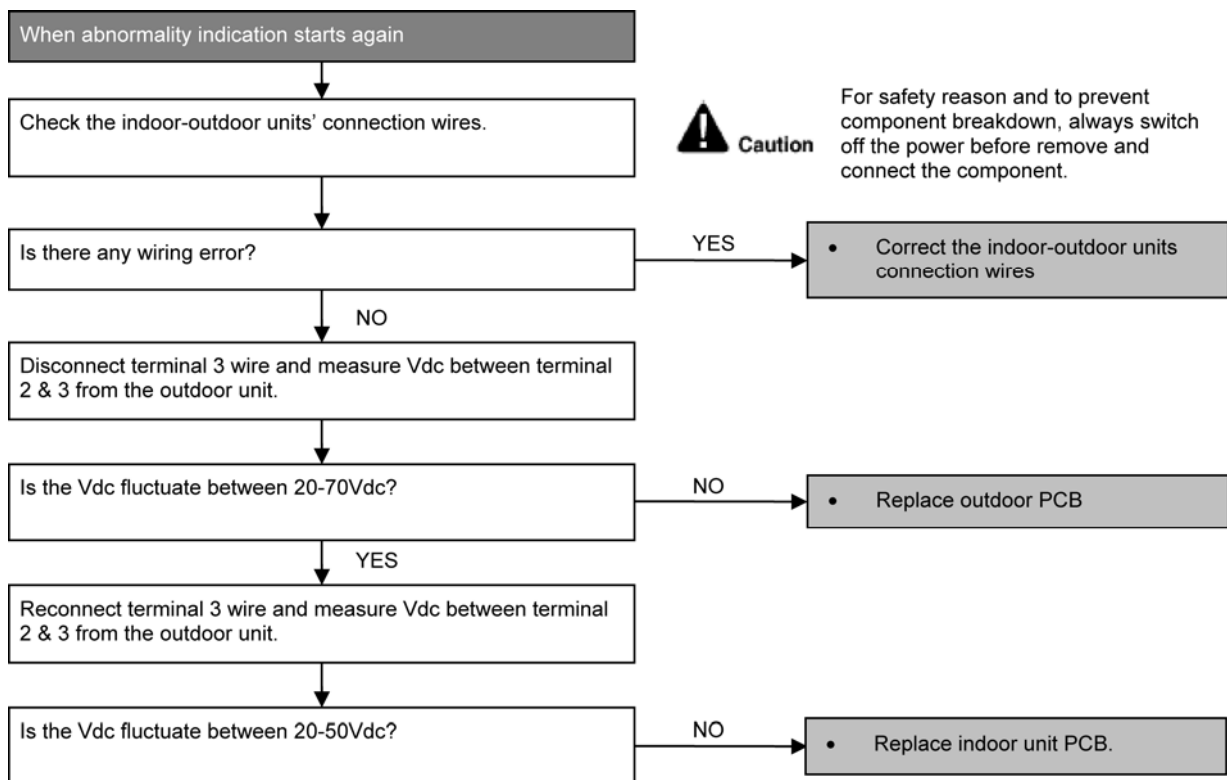 When abnormality indication starts again
Check the indoor-outdoor units' connection wires.
Caution
For safety reason and to prevent
component breakdown, always switch
off the power before remove and
connect the component.
Is there any wiring error?
YES
• Correct the indoor-outdoor units
connection wires
NO
Disconnect terminal 3 wire and measure Vdc between terminal
2 & 3 from the outdoor unit.
Is the Vdc fluctuate between 20-70Vdc?
NO
• Replace outdoor PCB
YES
Reconnect terminal 3 wire and measure Vdc between terminal
2 & 3 from the outdoor unit.
Is the Vdc fluctuate between 20-50Vdc?
NO
• Replace indoor unit PCB.